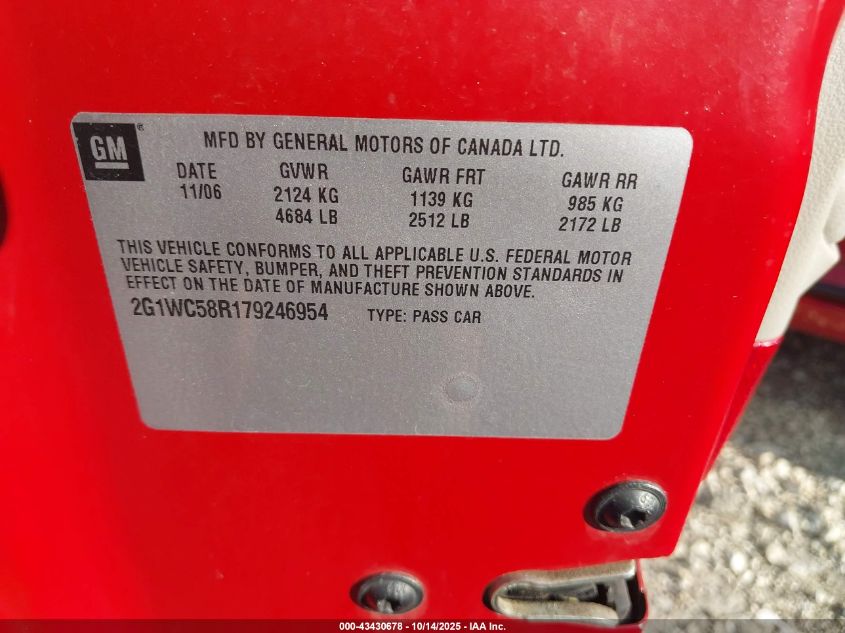 GM ®
MFD BY GENERAL MOTORS OF CANADA LTD.
DATE GVWR GAWR FRT GAWR RR
11/06 2124 KG 1139 KG 985 KG
4684 LB 2512 LB 2172 LB
THIS VEHICLE CONFORMS TO ALL APPLICABLE U.S. FEDERAL MOTOR
VEHICLE SAFETY, BUMPER, AND THEFT PREVENTION STANDARDS IN
EFFECT ON THE DATE OF MANUFACTURE SHOWN ABOVE.
2G1WC58R179246954 TYPE: PASS CAR
000-43430678 - 10/14/2025 - IAA Inc.